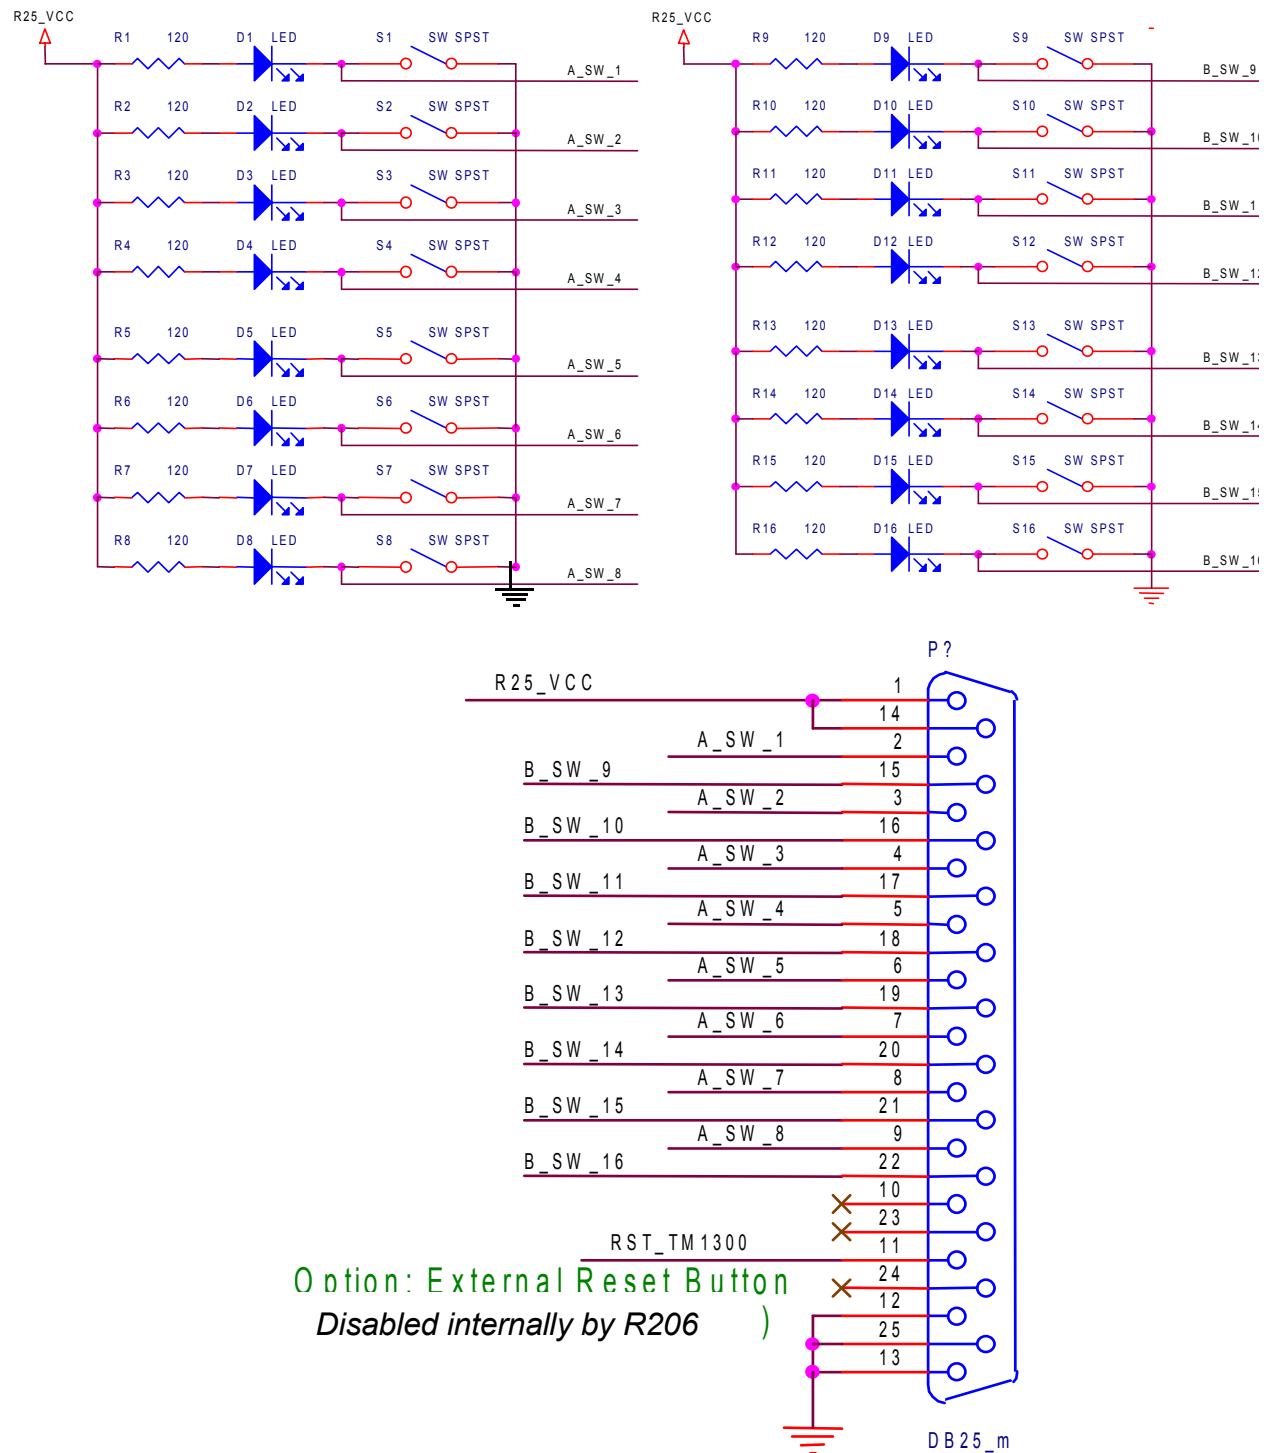 R25_VCC
R1 120 D1 LED S1 SW SPST
A_SW_1
R2 120 D2 LED S2 SW SPST
A_SW_2
R3 120 D3 LED S3 SW SPST
A_SW_3
R4 120 D4 LED S4 SW SPST
A_SW_4
R5 120 D5 LED S5 SW SPST
A_SW_5
R6 120 D6 LED S6 SW SPST
A_SW_6
R7 120 D7 LED S7 SW SPST
A_SW_7
R8 120 D8 LED S8 SW SPST
A_SW_8
R25_VCC
R9 120 D9 LED S9 SW SPST
B_SW_9
R10 120 D10 LED S10 SW SPST
B_SW_10
R11 120 D11 LED S11 SW SPST
B_SW_1
R12 120 D12 LED S12 SW SPST
B_SW_12
R13 120 D13 LED S13 SW SPST
B_SW_13
R14 120 D14 LED S14 SW SPST
B_SW_14
R15 120 D15 LED S15 SW SPST
B_SW_15
R16 120 D16 LED S16 SW SPST
B_SW_16
P?
R25_VCC 1
14
A_SW_1 2
B_SW_9 15
A_SW_2 3
B_SW_10 16
A_SW_3 4
B_SW_11 17
A_SW_4 5
B_SW_12 18
A_SW_5 6
B_SW_13 19
A_SW_6 7
B_SW_14 20
A_SW_7 8
B_SW_15 21
A_SW_8 9
B_SW_16 22
10
23
RST_TM1300 11
Option: External Reset Button 24
12
Disabled internally by R206 )
25
13
DB25_m